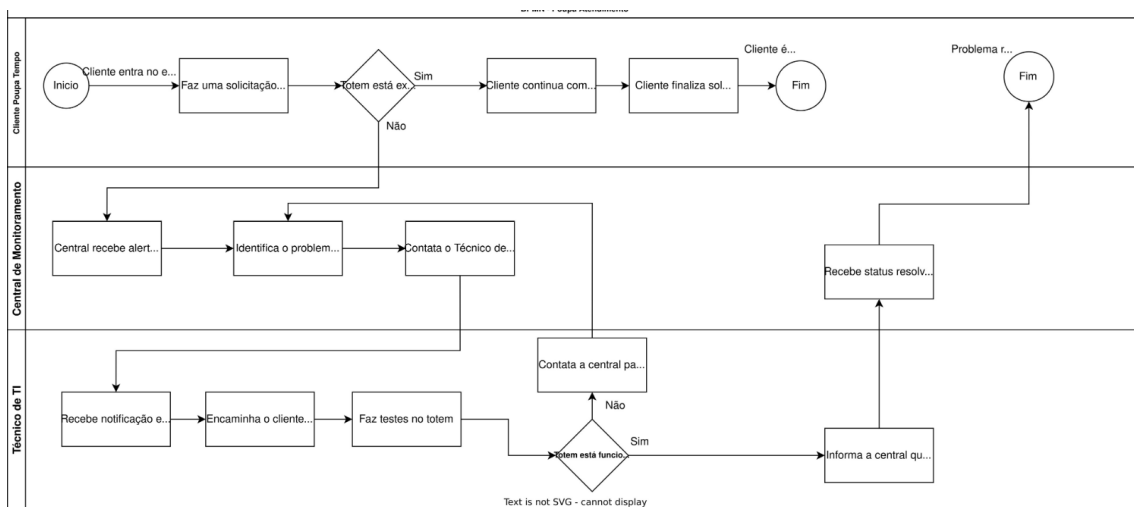 BPMN - Poupa Atendimento
Cliente Poupa Tempo
Inicio
Cliente entra no e...
Faz uma solicitação...
Totem está ex...
Sim
Não
Cliente continua com...
Cliente finaliza sol...
Cliente é...
Fim
Problema r...
Fim
Central de Monitoramento
Central recebe alert...
Identifica o problem...
Contata o Técnico de...
Recebe status resolv...
Técnico de TI
Recebe notificação e...
Encaminha o cliente...
Faz testes no totem
Contata a central pa...
Não
Totem está funcio...
Sim
Informa a central qu...
Text is not SVG - cannot display